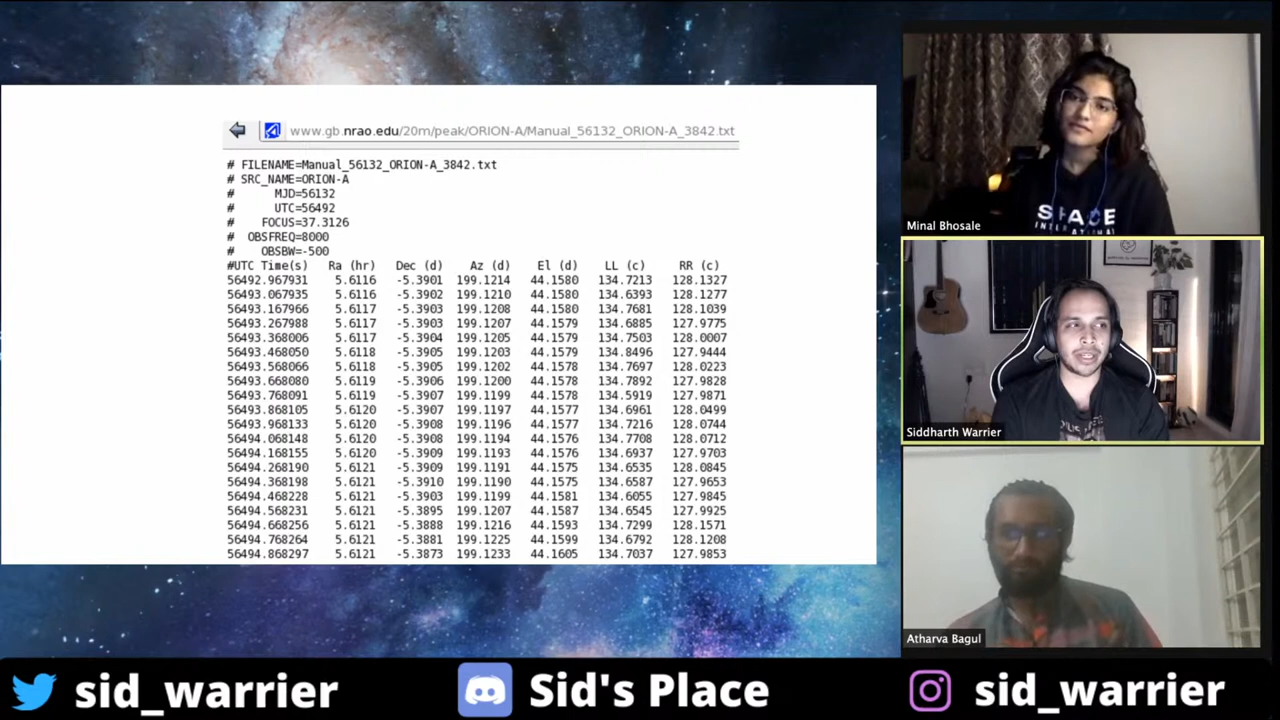 www.gb.nrao.edu/20m/peak/ORION-A/Manual_56132_ORION-A_3842.txt
# FILENAME=Manual_56132_ORION-A_3842.txt
# SRC_NAME=ORION-A
# MJD=56132
# UTC=56492
# FOCUS=37.3126
# OBSFREQ=8000
# OBSBW=-500
#UTC Time(s) Ra (hr) Dec (d) Az (d) El (d) LL (c) RR (c)
56492.967931 5.6116 -5.3901 199.1214 44.1580 134.7213 128.1327
56493.067935 5.6116 -5.3902 199.1210 44.1580 134.6393 128.1277
56493.167966 5.6117 -5.3903 199.1208 44.1580 134.7681 128.1039
56493.267988 5.6117 -5.3903 199.1207 44.1579 134.6885 127.9775
56493.368006 5.6117 -5.3904 199.1205 44.1579 134.7503 128.0007
56493.468050 5.6118 -5.3905 199.1203 44.1579 134.8496 127.9444
56493.568066 5.6118 -5.3905 199.1202 44.1578 134.7697 128.0223
56493.668080 5.6119 -5.3906 199.1200 44.1578 134.7892 127.9828
56493.768091 5.6119 -5.3907 199.1199 44.1578 134.5919 127.9871
56493.868105 5.6120 -5.3907 199.1197 44.1577 134.6961 128.0499
56493.968133 5.6120 -5.3908 199.1196 44.1577 134.7216 128.0744
56494.068148 5.6120 -5.3908 199.1194 44.1576 134.7708 128.0712
56494.168155 5.6120 -5.3909 199.1193 44.1576 134.6937 127.9703
56494.268190 5.6121 -5.3909 199.1191 44.1575 134.6535 128.0845
56494.368198 5.6121 -5.3910 199.1190 44.1575 134.6587 127.9653
56494.468228 5.6121 -5.3903 199.1199 44.1581 134.6055 127.9845
56494.568231 5.6121 -5.3895 199.1207 44.1587 134.6545 127.9925
56494.668256 5.6121 -5.3888 199.1216 44.1593 134.7299 128.1571
56494.768264 5.6121 -5.3881 199.1225 44.1599 134.6792 128.1208
56494.868297 5.6121 -5.3873 199.1233 44.1605 134.7037 127.9853
SPACE
INTERNATIONAL
Minal Bhosale
Siddharth Warrier
Atharva Bagul
sid_warrier
Sid's Place
sid_warrier